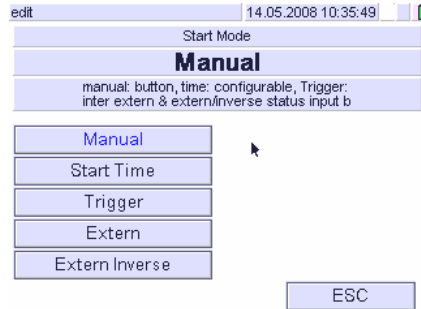 edit 14.05.2008 10:35:49
Start Mode
Manual
manual: button, time: configurable, Trigger:
inter extern & extern/inverse status input b
Manual
Start Time
Trigger
Extern
Extern Inverse
ESC